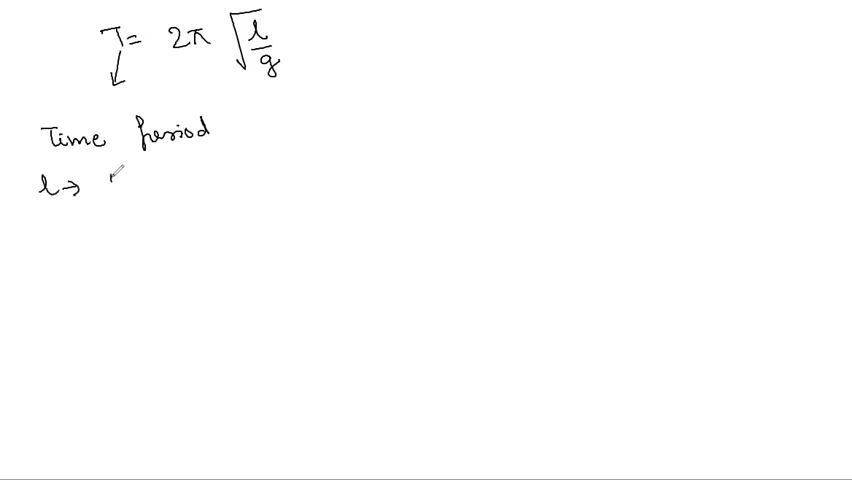 T = 2π √(l/g)
Time period
l →